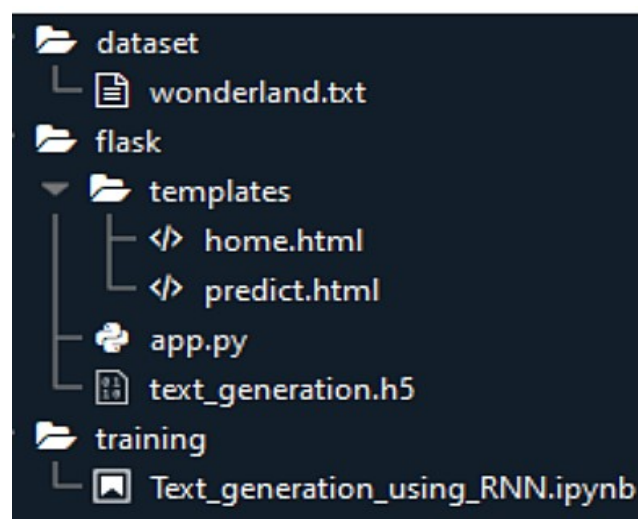 dataset
wonderland.txt
flask
templates
home.html
predict.html
app.py
text_generation.h5
training
Text_generation_using_RNN.ipynb